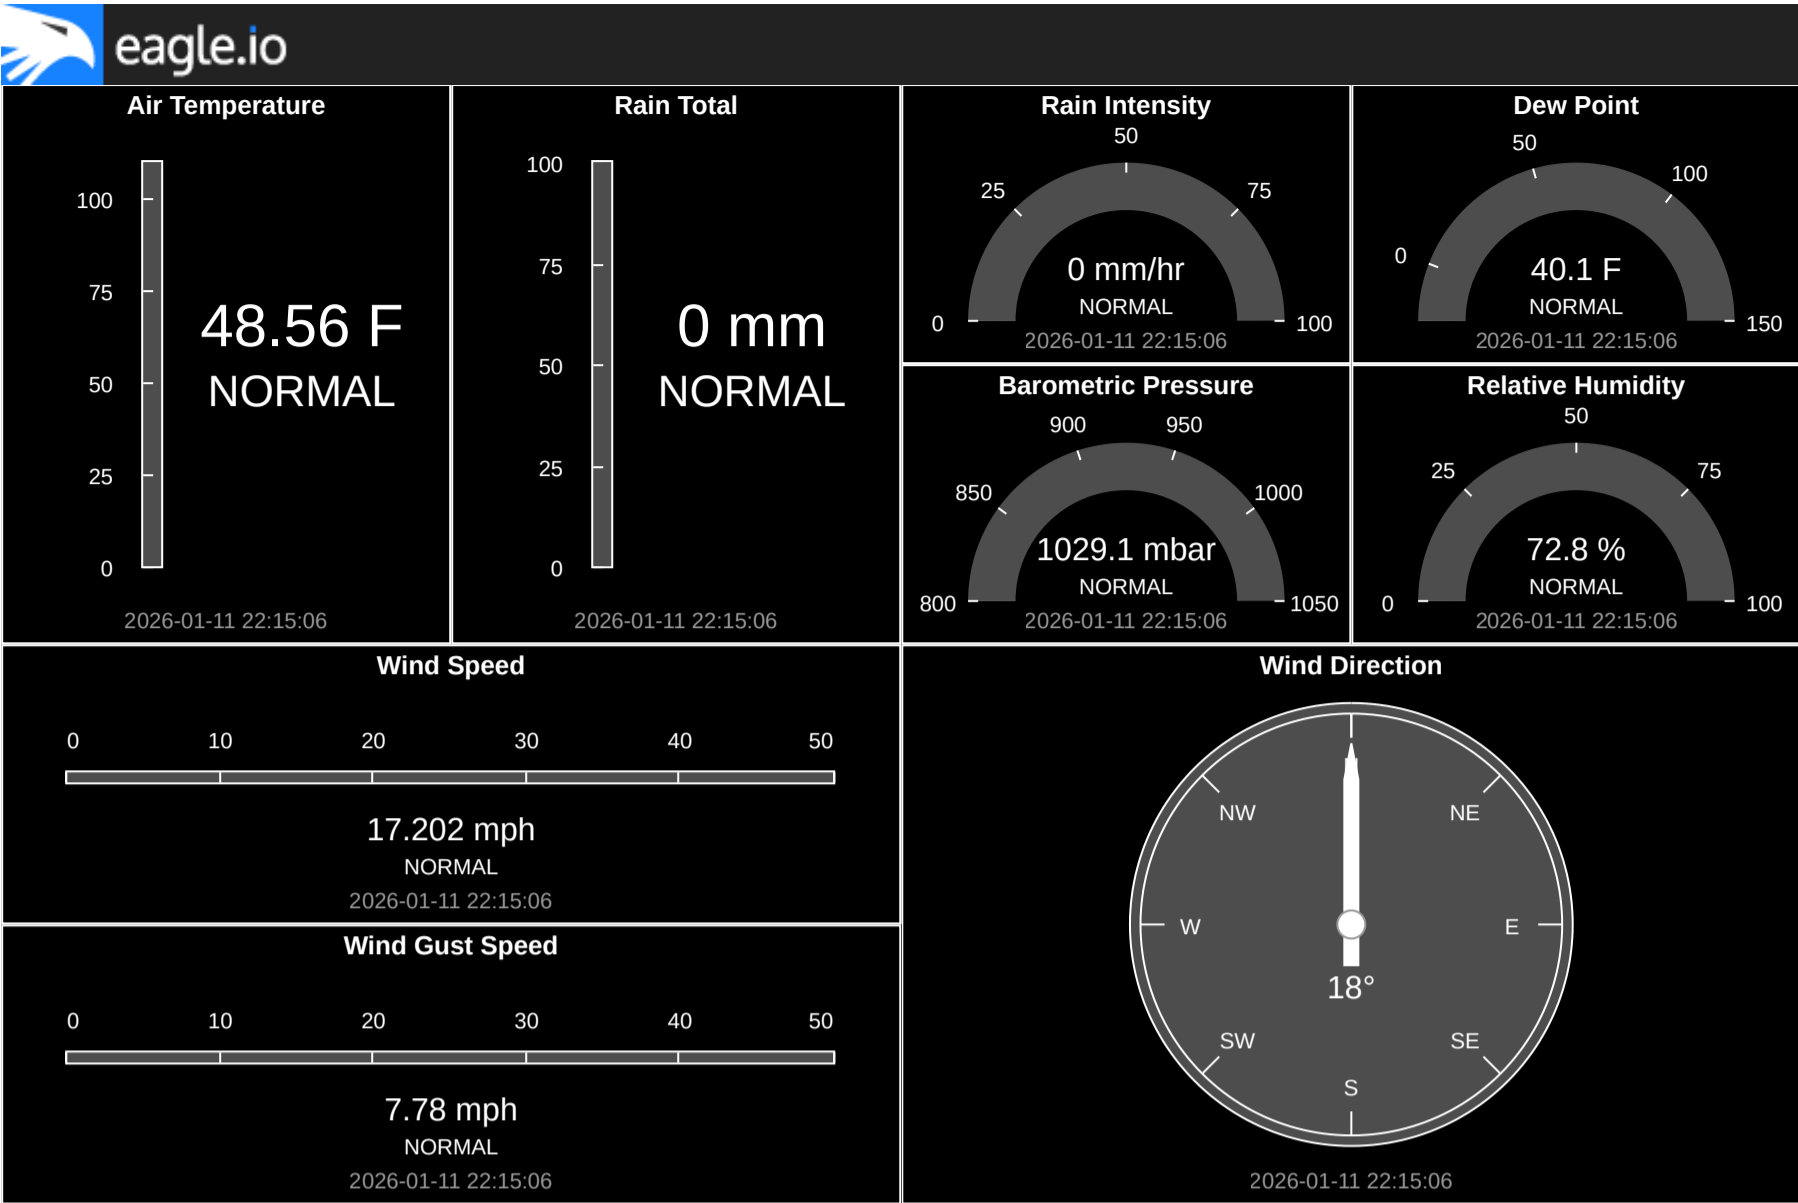 eagle.io
Air Temperature
100
75
50
25
0
48.56 F
NORMAL
2026-01-11 22:15:06
Rain Total
100
75
50
25
0
0 mm
NORMAL
2026-01-11 22:15:06
Rain Intensity
50
25
75
0
100
0 mm/hr
NORMAL
2026-01-11 22:15:06
Dew Point
50
100
0
150
40.1 F
NORMAL
2026-01-11 22:15:06
Barometric Pressure
900
950
850
1000
800
1050
1029.1 mbar
NORMAL
2026-01-11 22:15:06
Relative Humidity
50
25
75
0
100
72.8 %
NORMAL
2026-01-11 22:15:06
Wind Speed
0 10 20 30 40 50
17.202 mph
NORMAL
2026-01-11 22:15:06
Wind Gust Speed
0 10 20 30 40 50
7.78 mph
NORMAL
2026-01-11 22:15:06
Wind Direction
NW NE
W E
18°
SW SE
S
2026-01-11 22:15:06